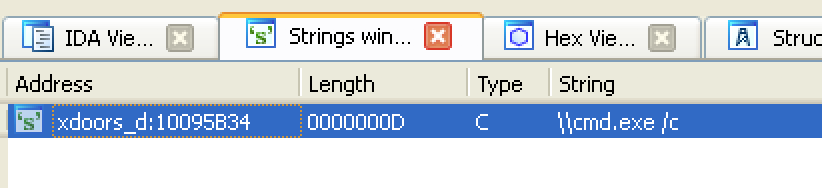 IDA Vie... Strings win... Hex Vie... Struc
Address Length Type String
's' xdoors_d:10095B34 0000000D C \\cmd.exe /c